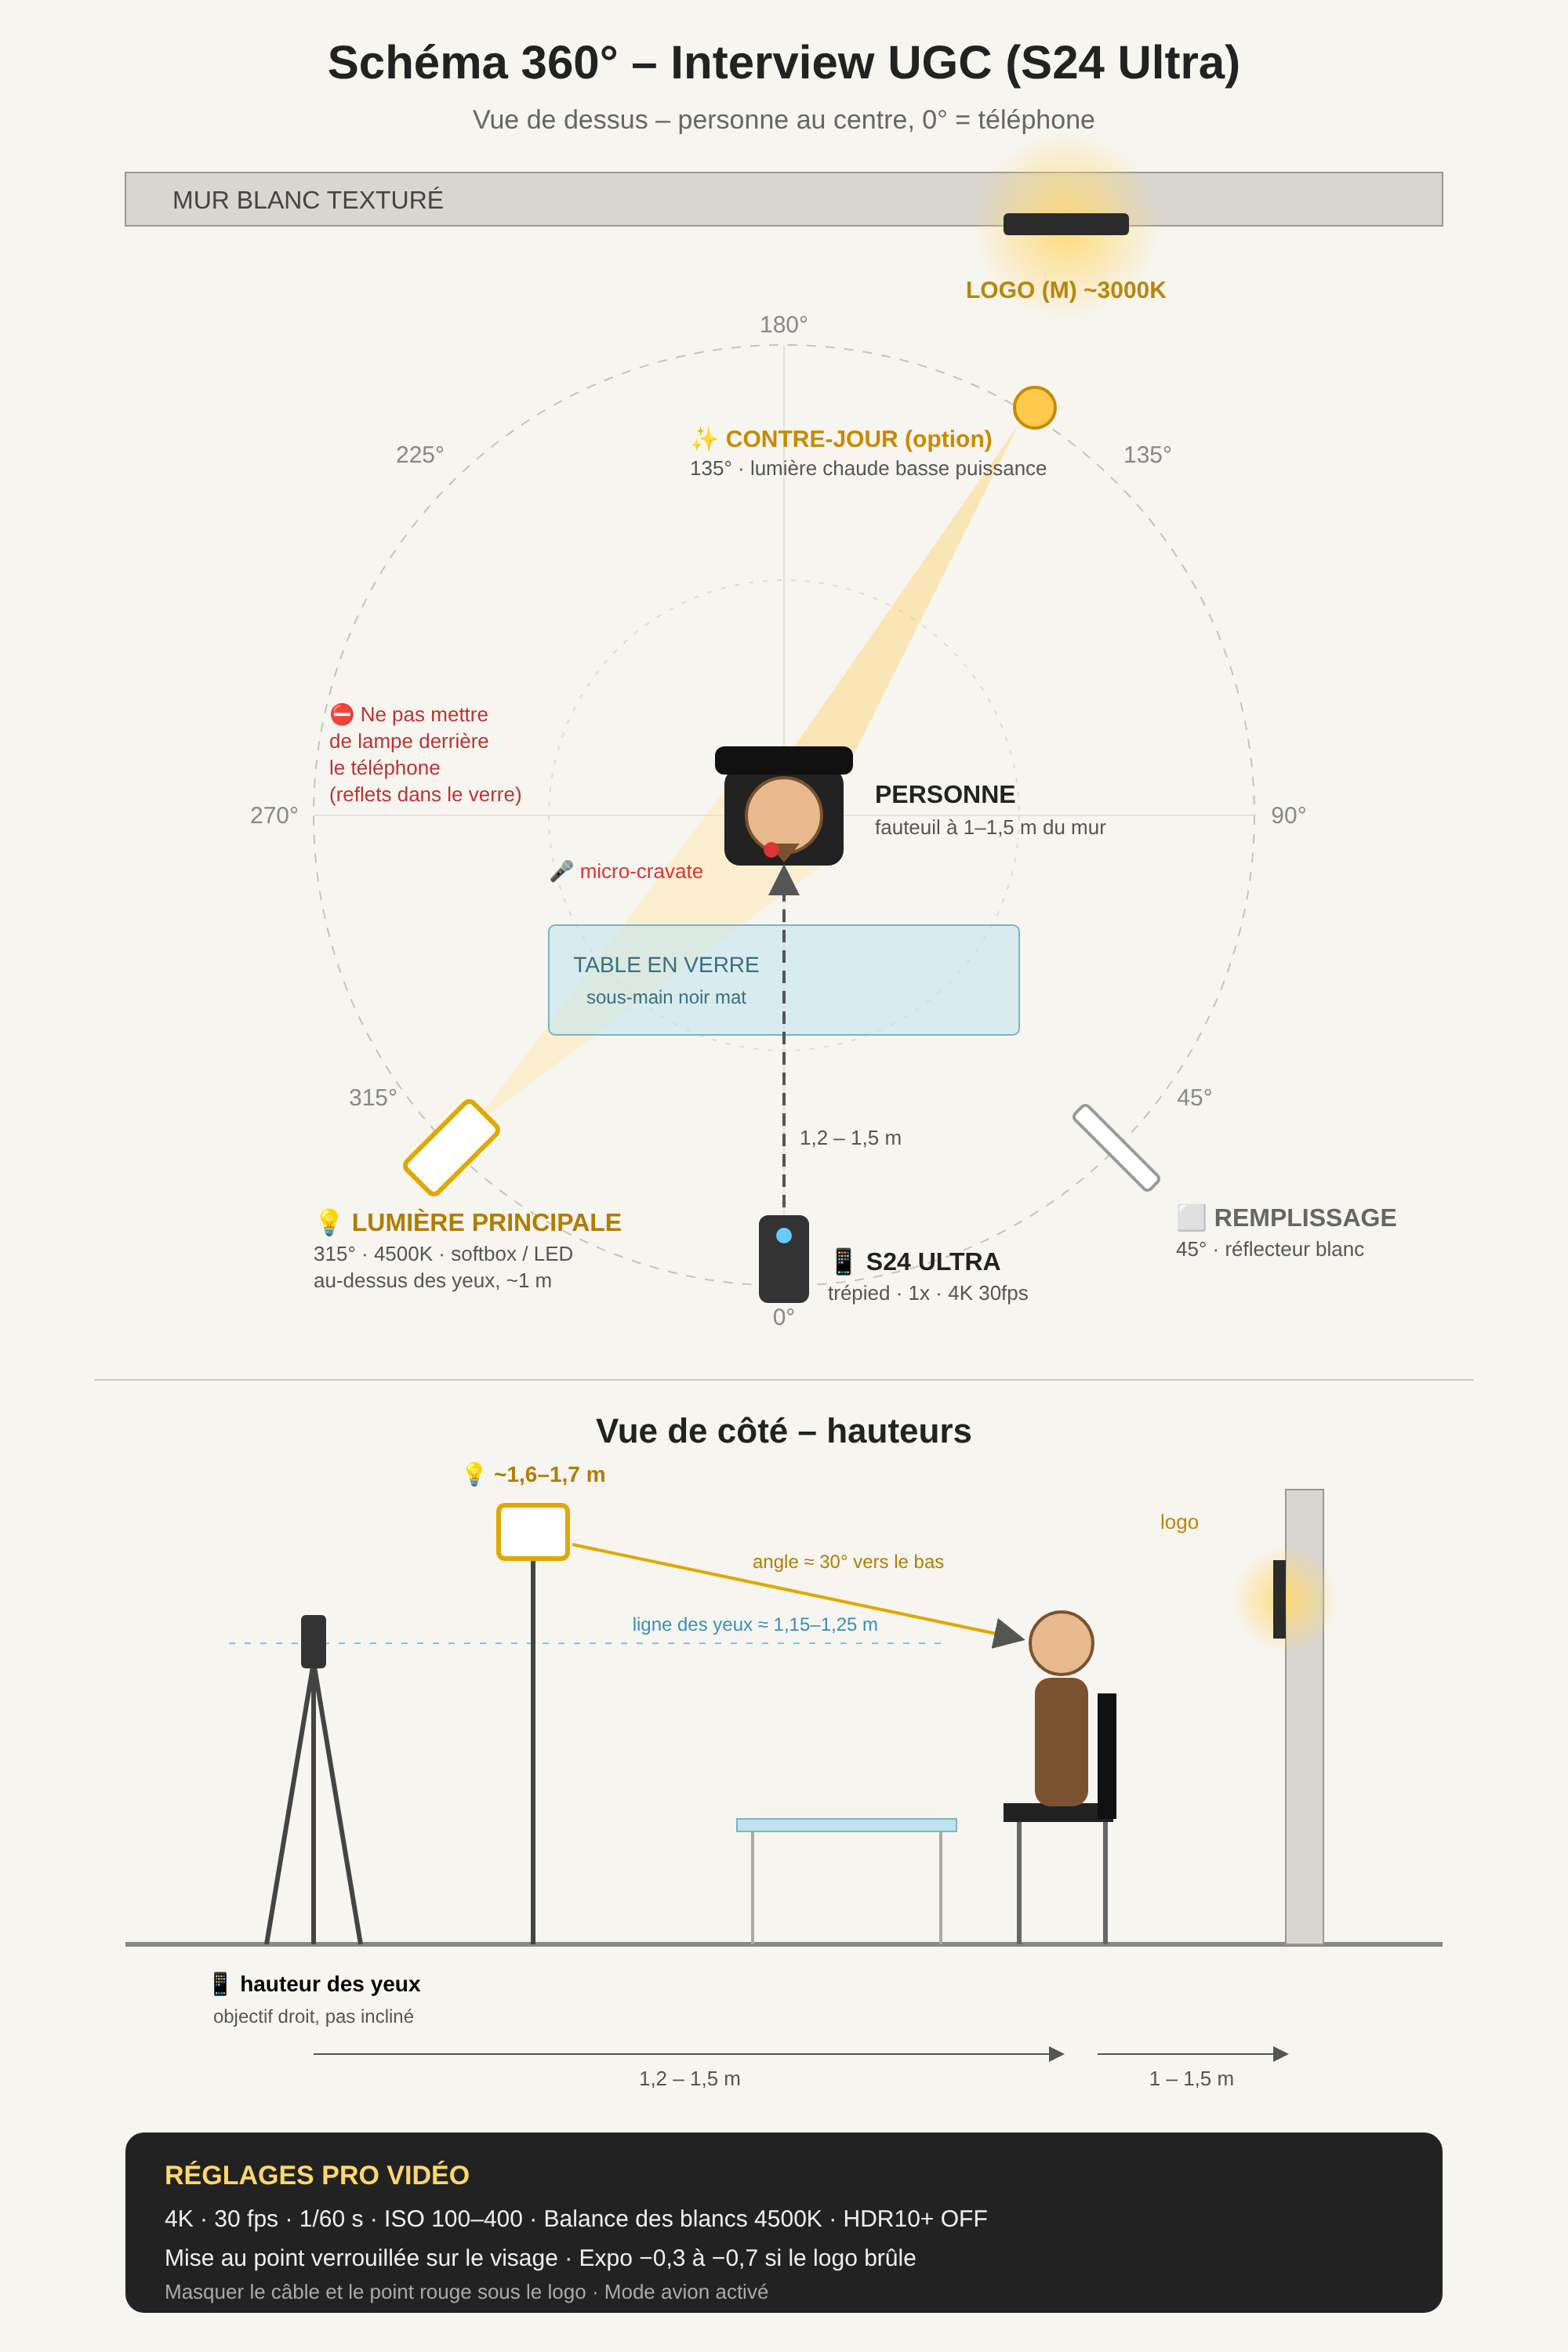 Schéma 360° – Interview UGC (S24 Ultra)
Vue de dessus – personne au centre, 0° = téléphone
MUR BLANC TEXTURÉ
LOGO (M) ~3000K
180°
✨ CONTRE-JOUR (option)
135° · lumière chaude basse puissance
225°
135°
⛔ Ne pas mettre
de lampe derrière
le téléphone
(reflets dans le verre)
PERSONNE
fauteuil à 1–1,5 m du mur
270°
90°
🎤 micro-cravate
TABLE EN VERRE
sous-main noir mat
315°
45°
1,2 – 1,5 m
💡 LUMIÈRE PRINCIPALE
315° · 4500K · softbox / LED
au-dessus des yeux, ~1 m
⬜ REMPLISSAGE
45° · réflecteur blanc
📱 S24 ULTRA
trépied · 1x · 4K 30fps
0°
Vue de côté – hauteurs
💡 ~1,6–1,7 m
logo
angle ≈ 30° vers le bas
ligne des yeux ≈ 1,15–1,25 m
📱 hauteur des yeux
objectif droit, pas incliné
1,2 – 1,5 m
1 – 1,5 m
RÉGLAGES PRO VIDÉO
4K · 30 fps · 1/60 s · ISO 100–400 · Balance des blancs 4500K · HDR10+ OFF
Mise au point verrouillée sur le visage · Expo −0,3 à −0,7 si le logo brûle
Masquer le câble et le point rouge sous le logo · Mode avion activé